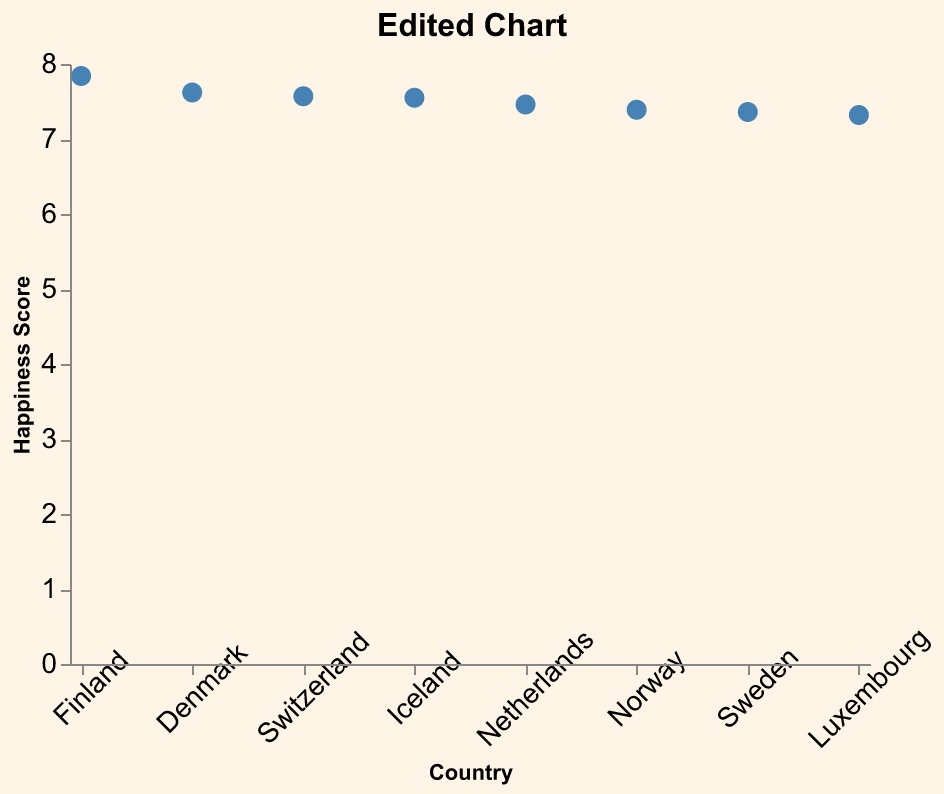 Edited Chart
8
7
6
5
4
3
2
1
0
Happiness Score
Finland
Denmark
Switzerland
Iceland
Netherlands
Norway
Sweden
Luxembourg
Country